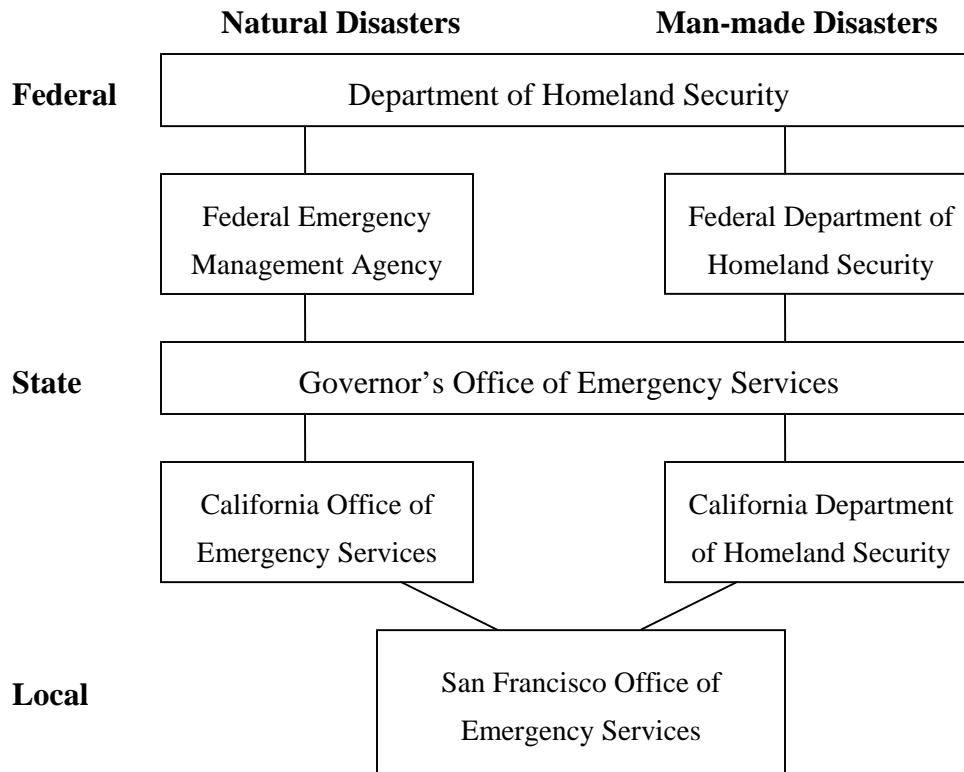 Natural Disasters
Man-made Disasters
Federal
Department of Homeland Security
Federal Emergency
Management Agency
Federal Department of
Homeland Security
State
Governor’s Office of Emergency Services
California Office of
Emergency Services
California Department
of Homeland Security
Local
San Francisco Office of
Emergency Services